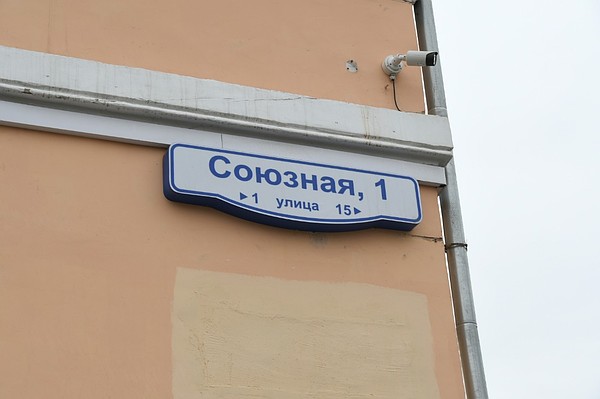 Союзная, 1
▸1 улица 15▸